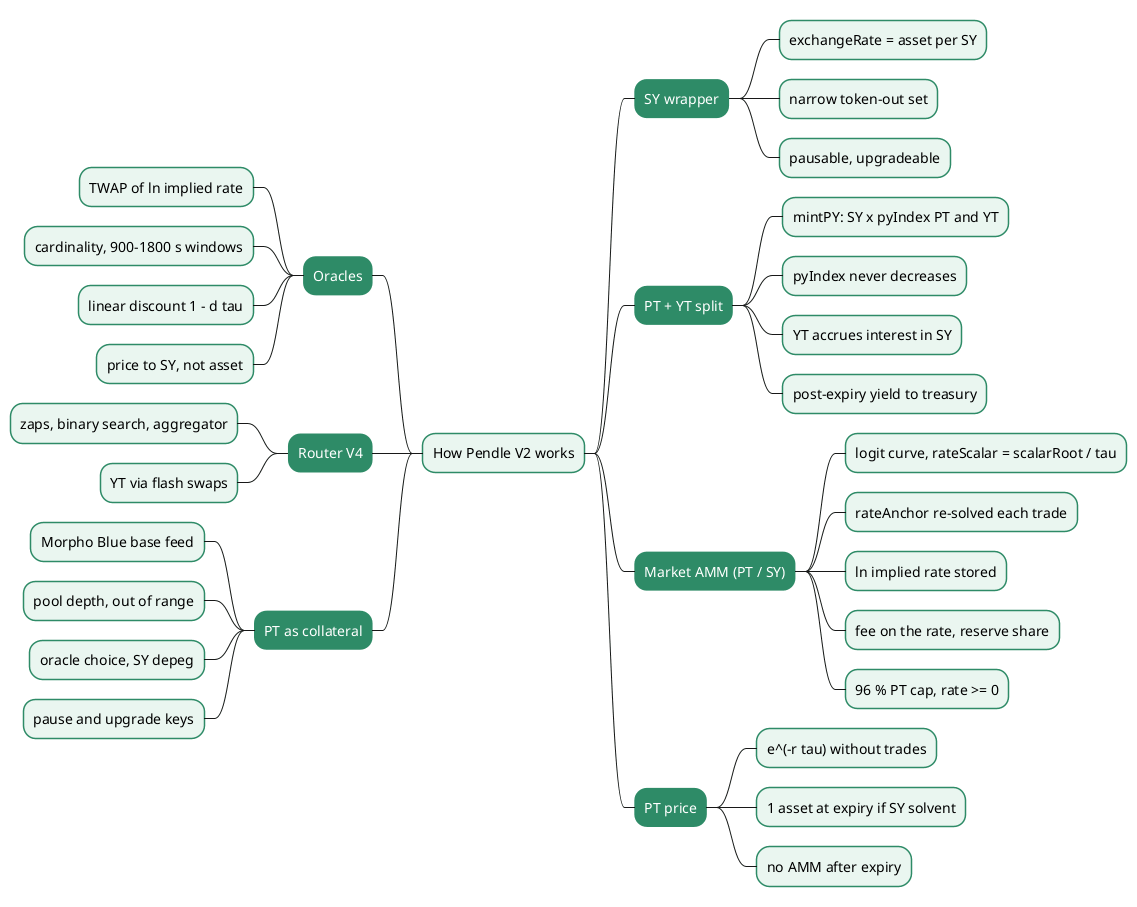 How Pendle V2 works
SY wrapper
exchangeRate = asset per SY
narrow token-out set
pausable, upgradeable
PT + YT split
mintPY: SY x pyIndex PT and YT
pyIndex never decreases
YT accrues interest in SY
post-expiry yield to treasury
Market AMM (PT / SY)
logit curve, rateScalar = scalarRoot / tau
rateAnchor re-solved each trade
ln implied rate stored
fee on the rate, reserve share
96 % PT cap, rate >= 0
PT price
e^(-r tau) without trades
1 asset at expiry if SY solvent
no AMM after expiry
Oracles
TWAP of ln implied rate
cardinality, 900-1800 s windows
linear discount 1 - d tau
price to SY, not asset
Router V4
zaps, binary search, aggregator
YT via flash swaps
PT as collateral
Morpho Blue base feed
pool depth, out of range
oracle choice, SY depeg
pause and upgrade keys